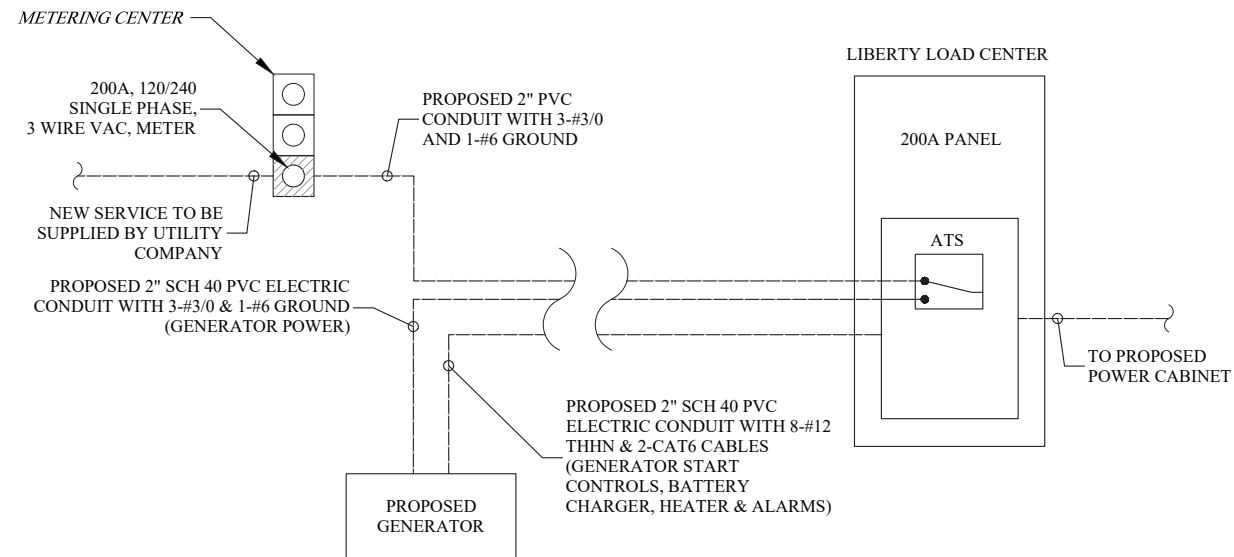 METERING CENTER
200A, 120/240
SINGLE PHASE,
3 WIRE VAC, METER
PROPOSED 2" PVC
CONDUIT WITH 3-#3/0
AND 1-#6 GROUND
LIBERTY LOAD CENTER
200A PANEL
ATS
NEW SERVICE TO BE
SUPPLIED BY UTILITY
COMPANY
PROPOSED 2" SCH 40 PVC ELECTRIC
CONDUIT WITH 3-#3/0 & 1-#6 GROUND
(GENERATOR POWER)
TO PROPOSED
POWER CABINET
PROPOSED 2" SCH 40 PVC
ELECTRIC CONDUIT WITH 8-#12
THHN & 2-CAT6 CABLES
(GENERATOR START
CONTROLS, BATTERY
CHARGER, HEATER & ALARMS)
PROPOSED
GENERATOR